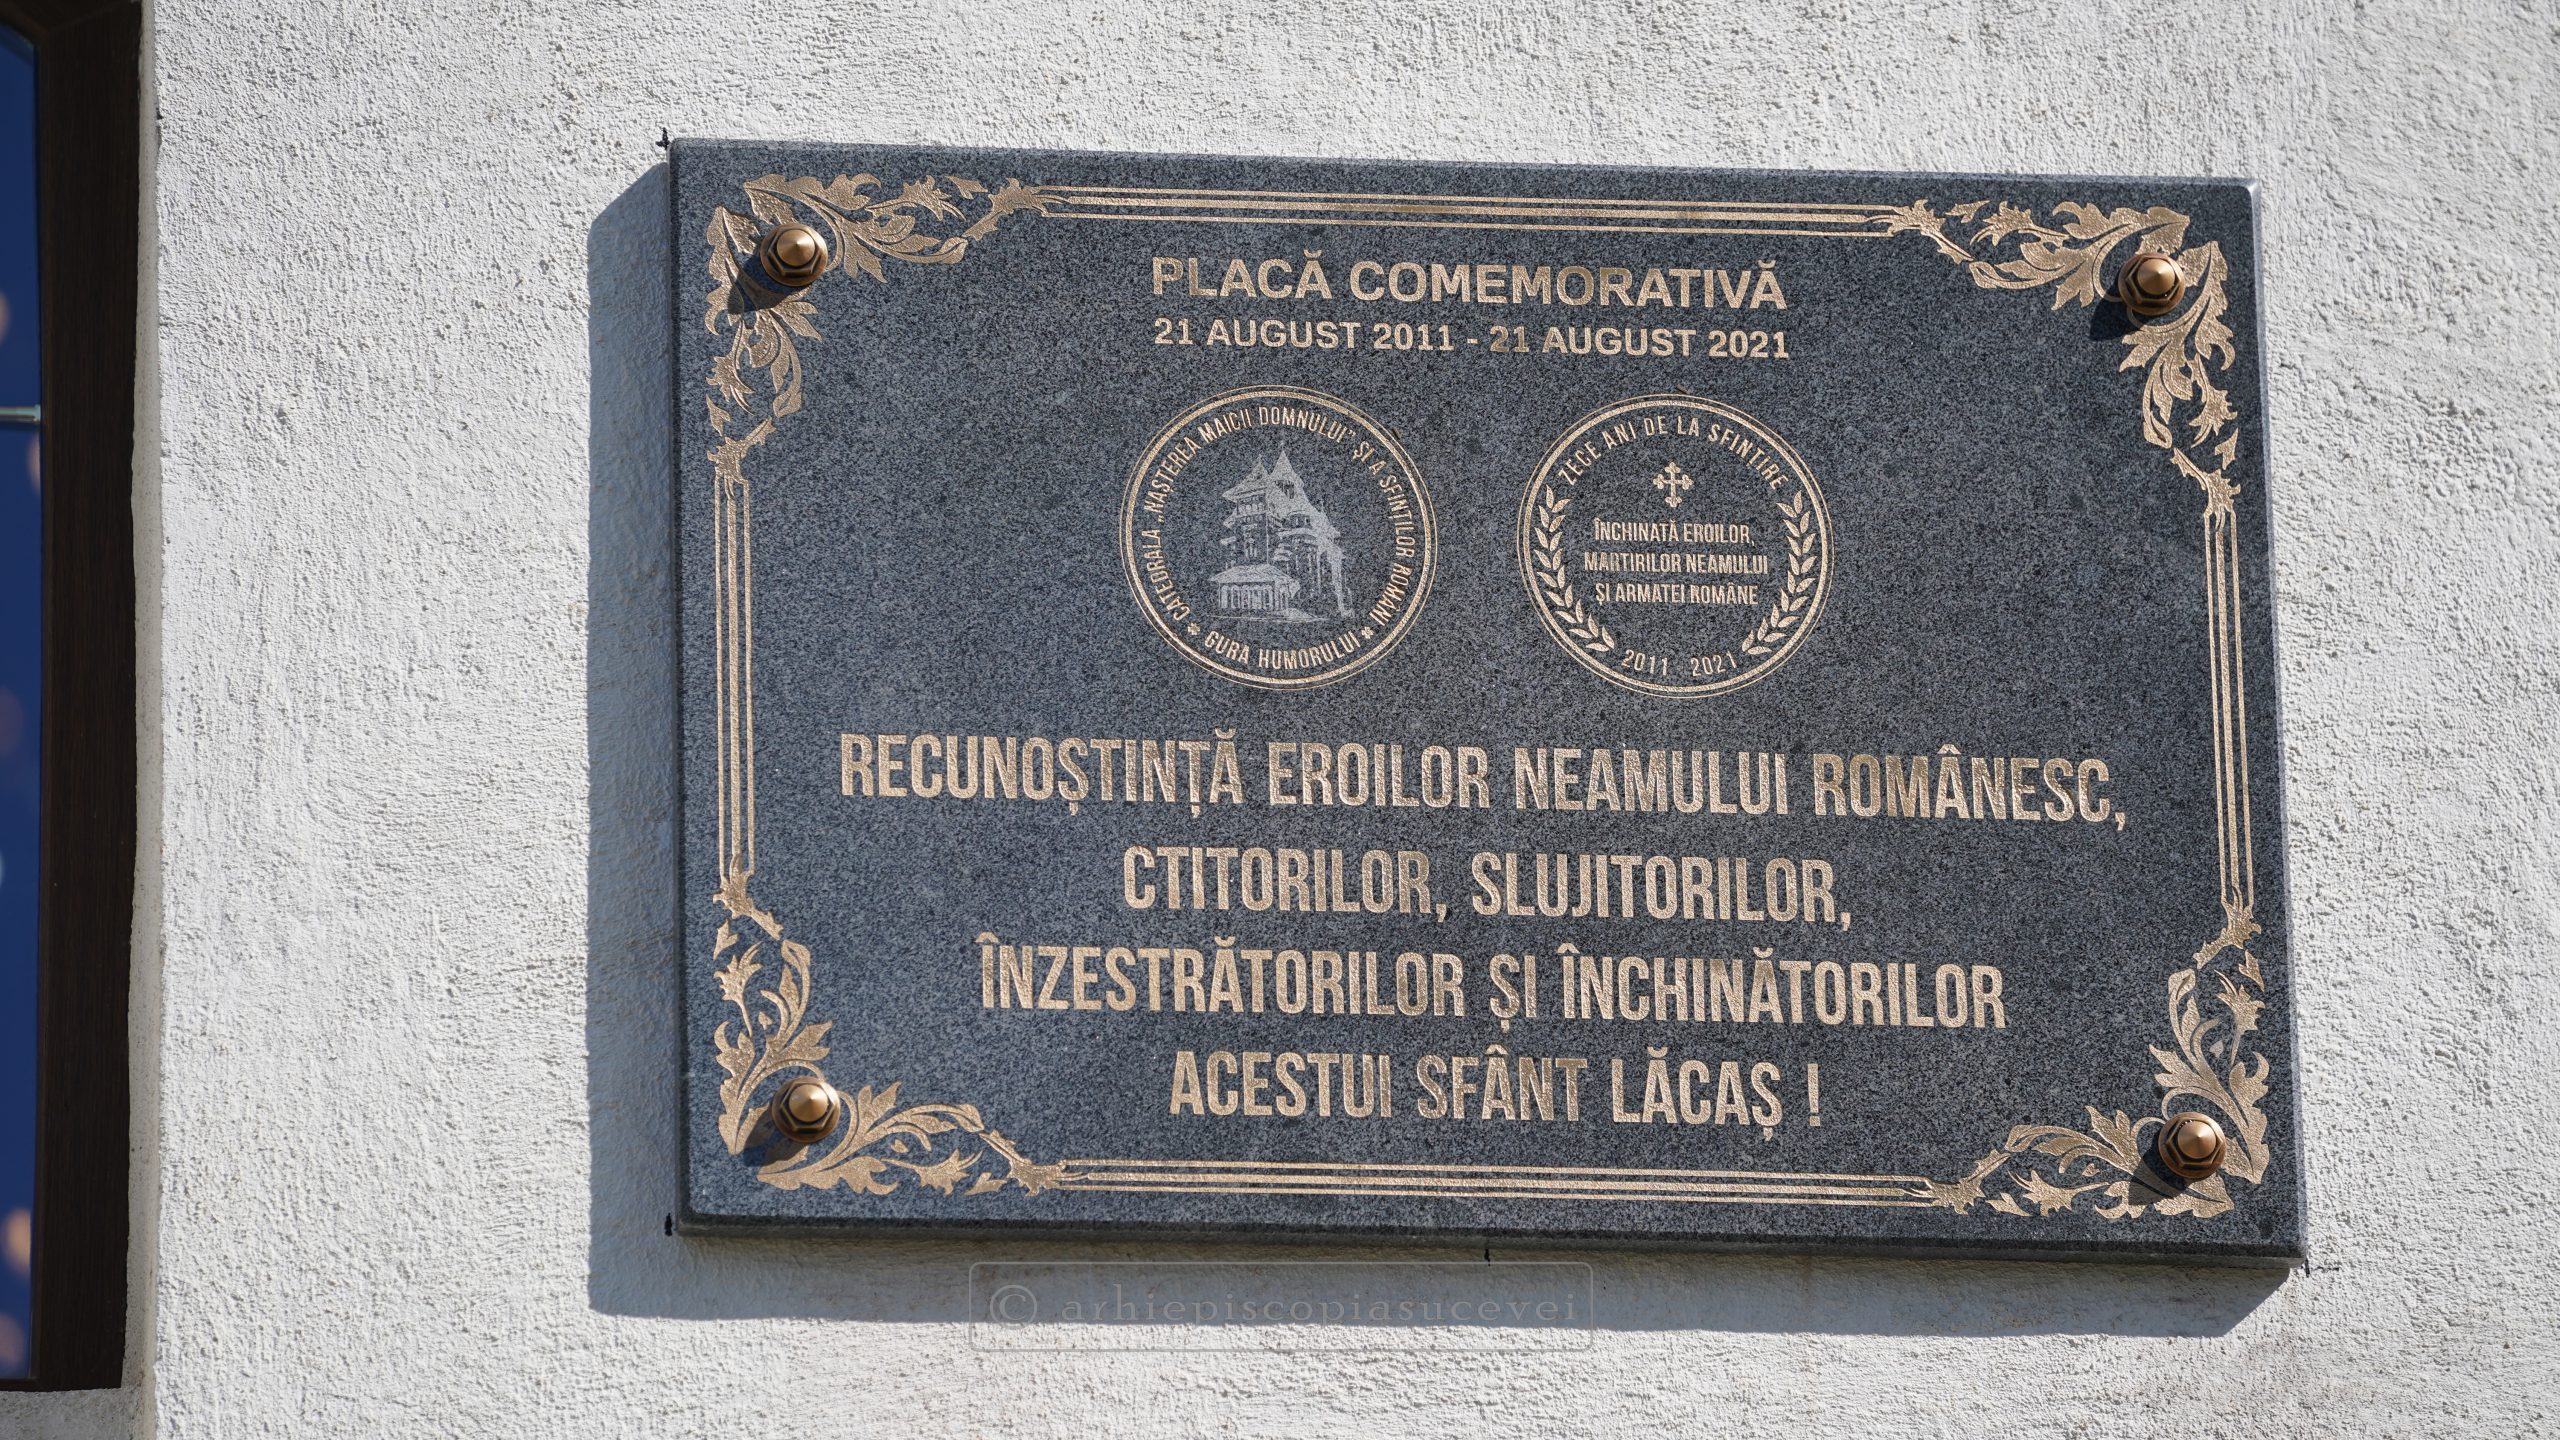 PLACĂ COMEMORATIVĂ
21 AUGUST 2011 - 21 AUGUST 2021
CATEDRALA „NAȘTEREA MAICII DOMNULUI” ȘI A SFINȚILOR ROMÂNI
* GURA HUMORULUI *
ZECE ANI DE LA SFINȚIRE
ÎNCHINATĂ EROILOR,
MARTIRILOR NEAMULUI
ȘI ARMATEI ROMÂNE
2011 2021
RECUNOȘTINȚĂ EROILOR NEAMULUI ROMÂNESC,
CTITORILOR, SLUJITORILOR,
ÎNZESTRĂTORILOR ȘI ÎNCHINĂTORILOR
ACESTUI SFÂNT LĂCAȘ !
© arhiepiscopiasucevei